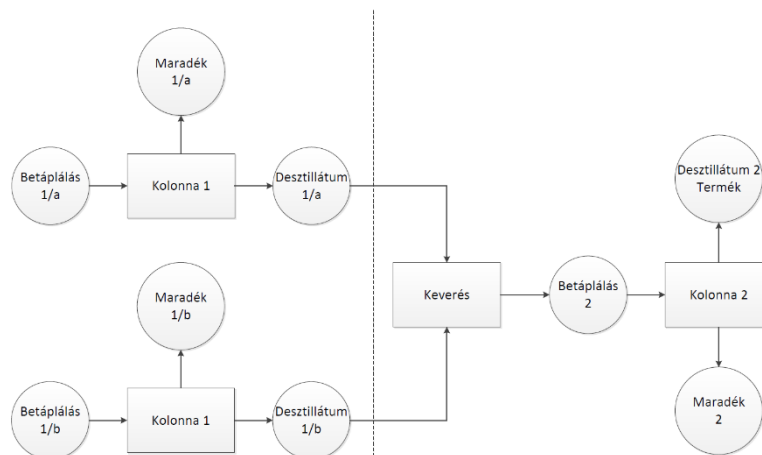 Maradék
1/a
Betáplálás
1/a
Kolonna 1
Desztillátum
1/a
Desztillátum 2
Termék
Maradék
1/b
Keverés
Betáplálás
2
Kolonna 2
Betáplálás
1/b
Kolonna 1
Desztillátum
1/b
Maradék
2